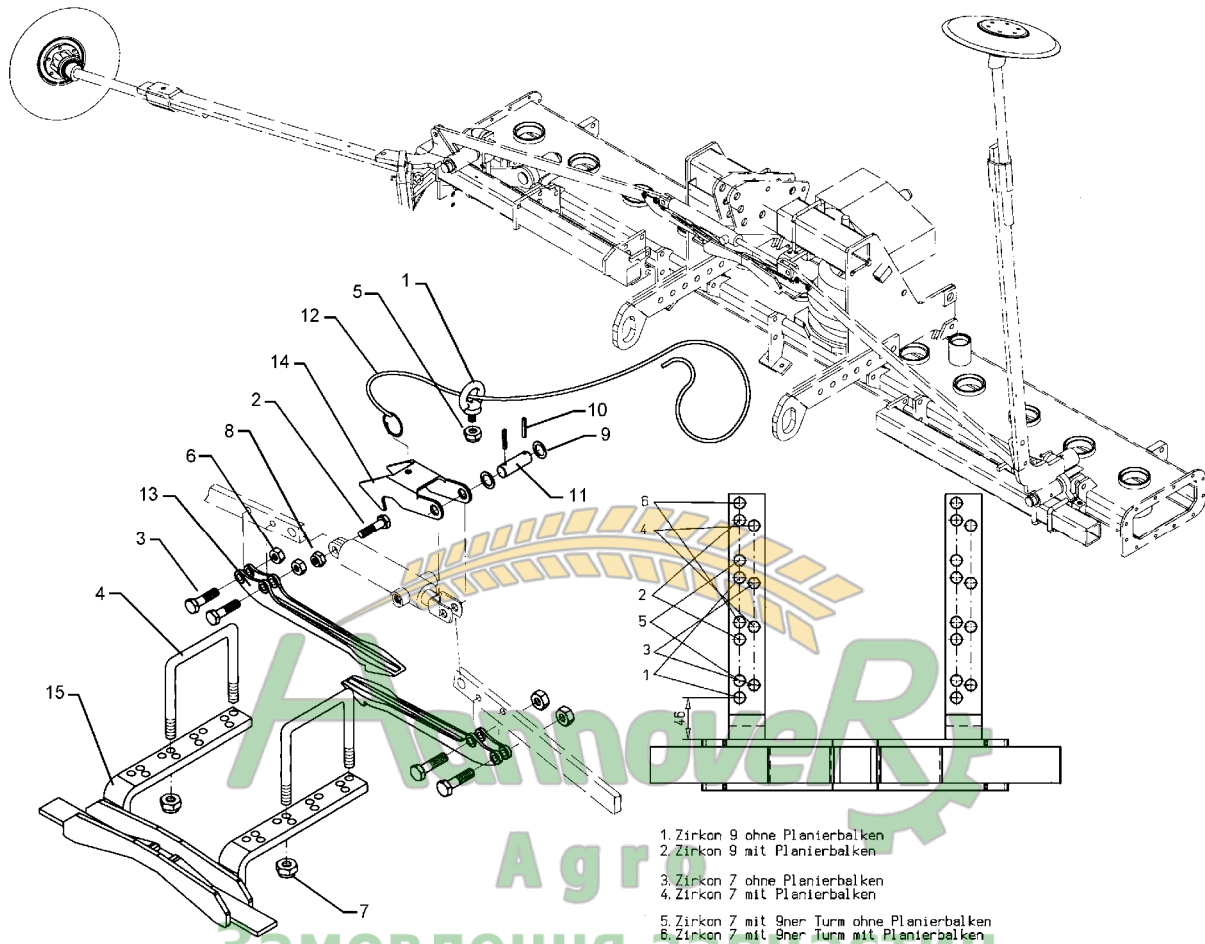 1
5
12
14
2
10
9
8
6
11
13
3
4
15
7
6
4
2
5
3
1
46
HannoveR
Agro
1. Zirkon 9 ohne Planierbalken
2. Zirkon 9 mit Planierbalken
3. Zirkon 7 ohne Planierbalken
4. Zirkon 7 mit Planierbalken
5. Zirkon 7 mit 9ner Turm ohne Planierbalken
6. Zirkon 7 mit 9ner Turm mit Planierbalken